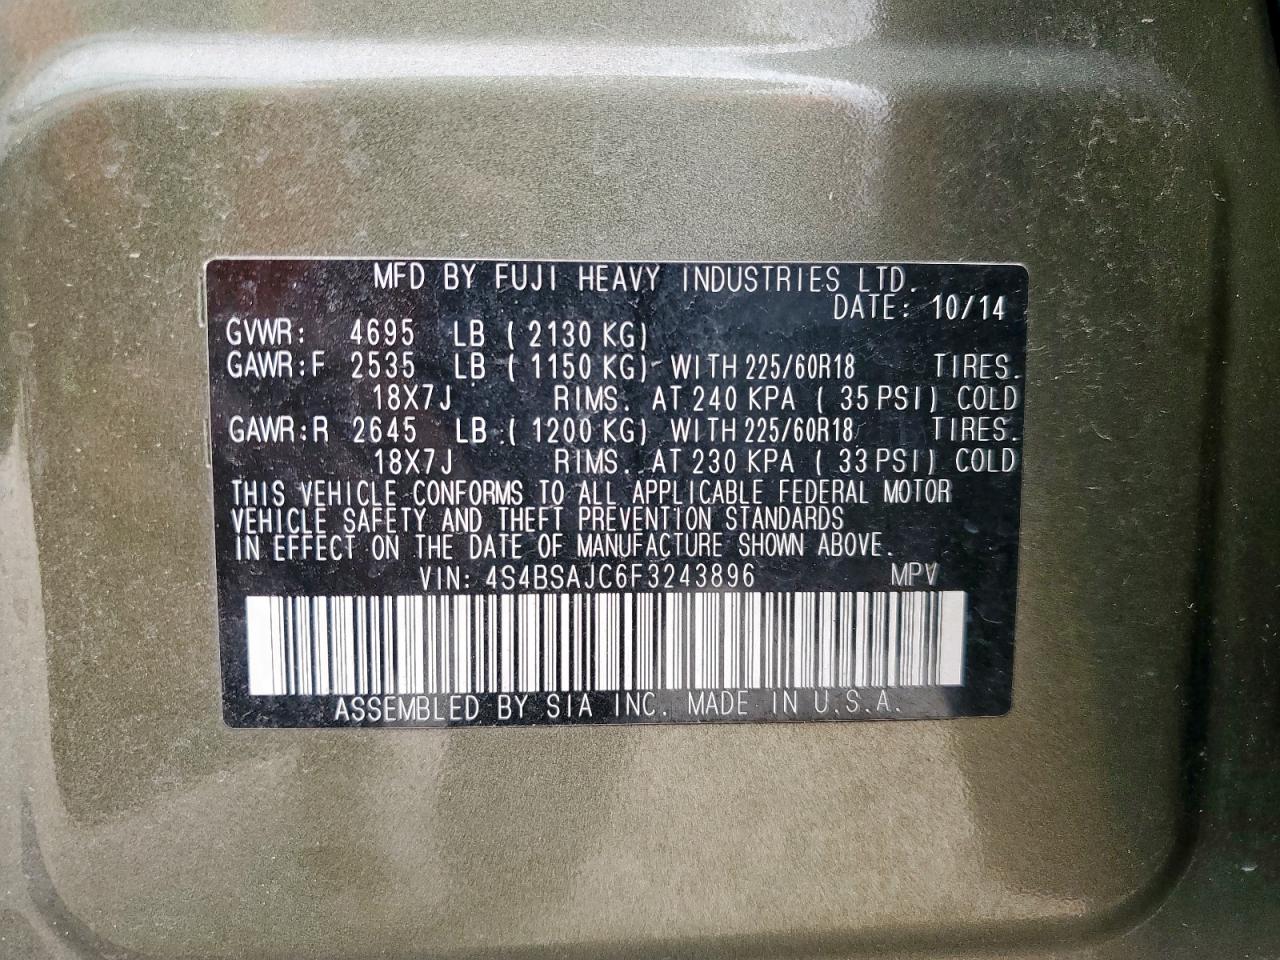 MFD BY FUJI HEAVY INDUSTRIES LTD.
DATE: 10/14
GVWR: 4695 LB ( 2130 KG)
GAWR:F 2535 LB ( 1150 KG) WITH 225/60R18 TIRES.
18X7J RIMS. AT 240 KPA ( 35 PSI) COLD
GAWR:R 2645 LB ( 1200 KG) WITH 225/60R18 TIRES.
18X7J RIMS. AT 230 KPA ( 33 PSI) COLD
THIS VEHICLE CONFORMS TO ALL APPLICABLE FEDERAL MOTOR
VEHICLE SAFETY AND THEFT PREVENTION STANDARDS
IN EFFECT ON THE DATE OF MANUFACTURE SHOWN ABOVE.
VIN: 4S4BSAJC6F3243896 MPV
ASSEMBLED BY SIA INC. MADE IN U.S.A.